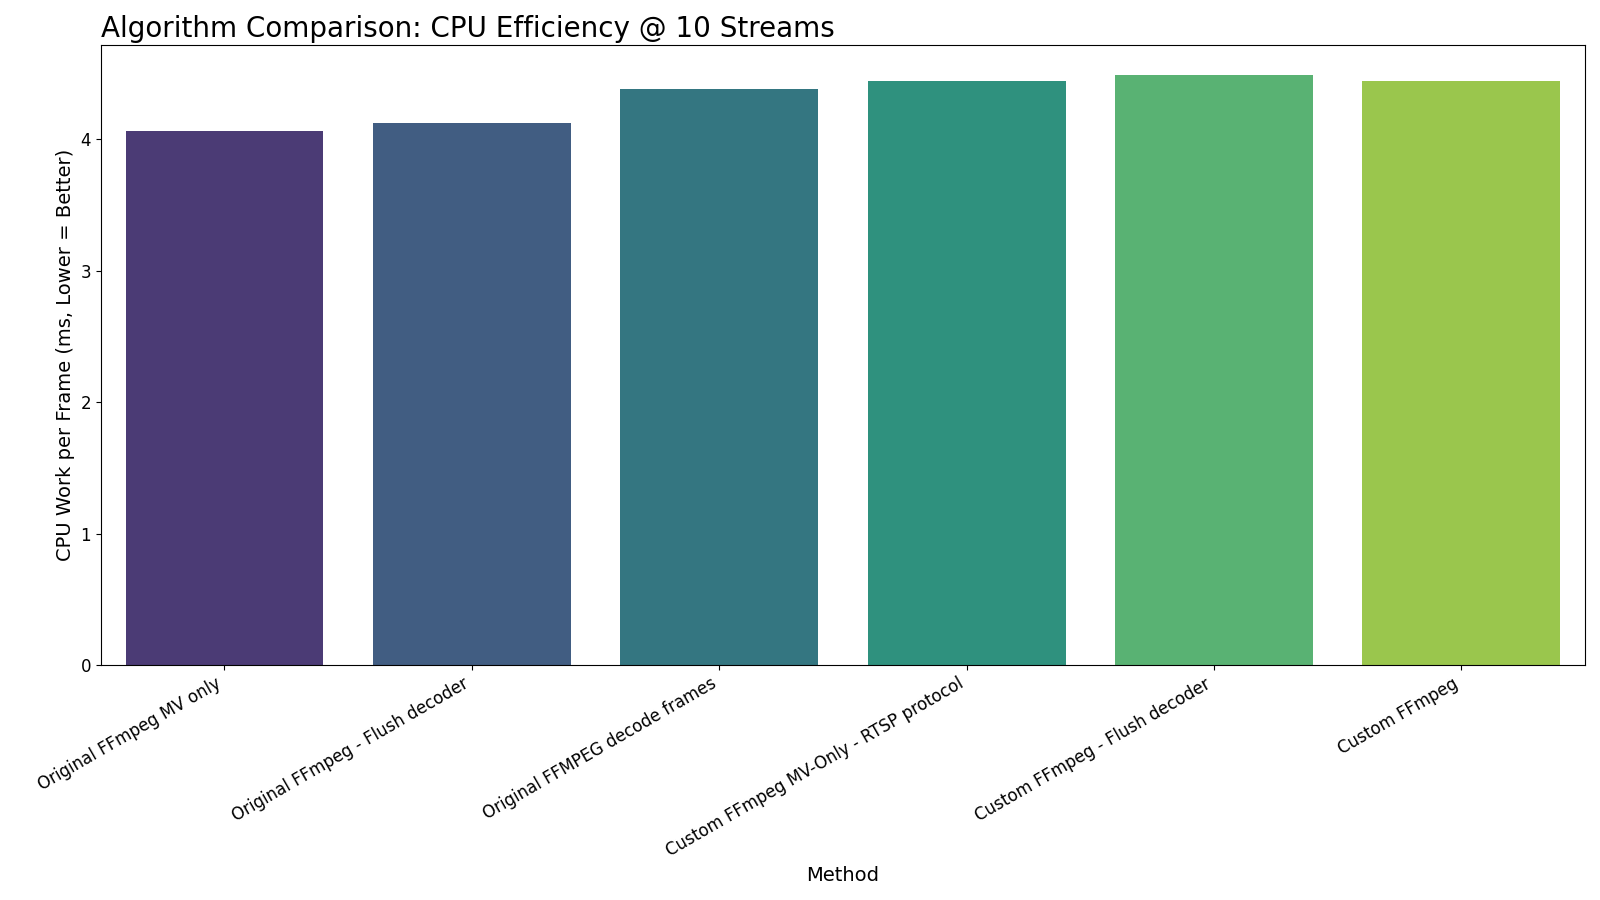 Algorithm Comparison: CPU Efficiency @ 10 Streams
CPU Work per Frame (ms, Lower = Better)
4
3
2
1
0
Original FFmpeg MV only
Original FFmpeg - Flush decoder
Original FFMPEG decode frames
Custom FFmpeg MV-Only - RTSP protocol
Custom FFmpeg - Flush decoder
Custom FFmpeg
Method